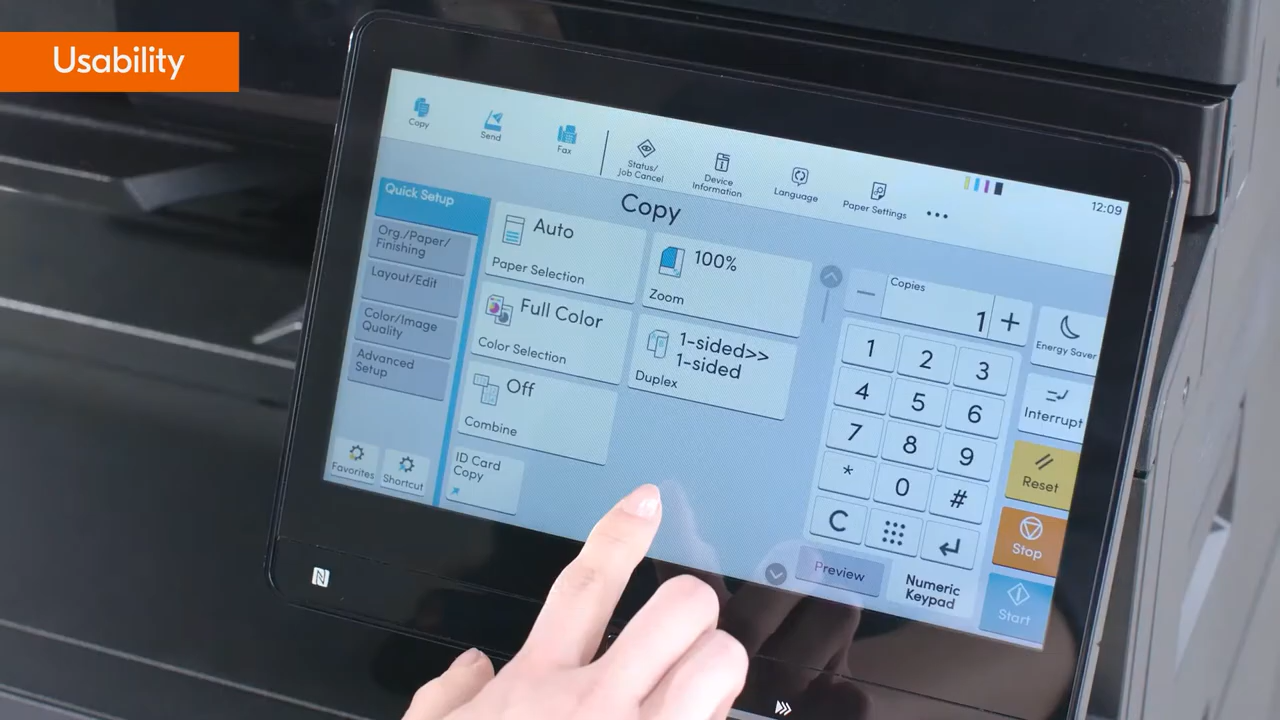 Usability
Copy
Send
Fax
Status/
Job Cancel
Device
Information
Language
Paper Settings
12:09
Quick Setup
Org./Paper/
Finishing
Layout/Edit
Color/Image
Quality
Advanced
Setup
Favorites
Shortcut
Copy
Auto
Paper Selection
100%
Zoom
Full Color
Color Selection
1-sided>>
1-sided
Duplex
Off
Combine
ID Card
Copy
Copies
1
1 2 3
4 5 6
7 8 9
* 0 #
C
Preview
Numeric
Keypad
Energy Saver
Interrupt
Reset
Stop
Start